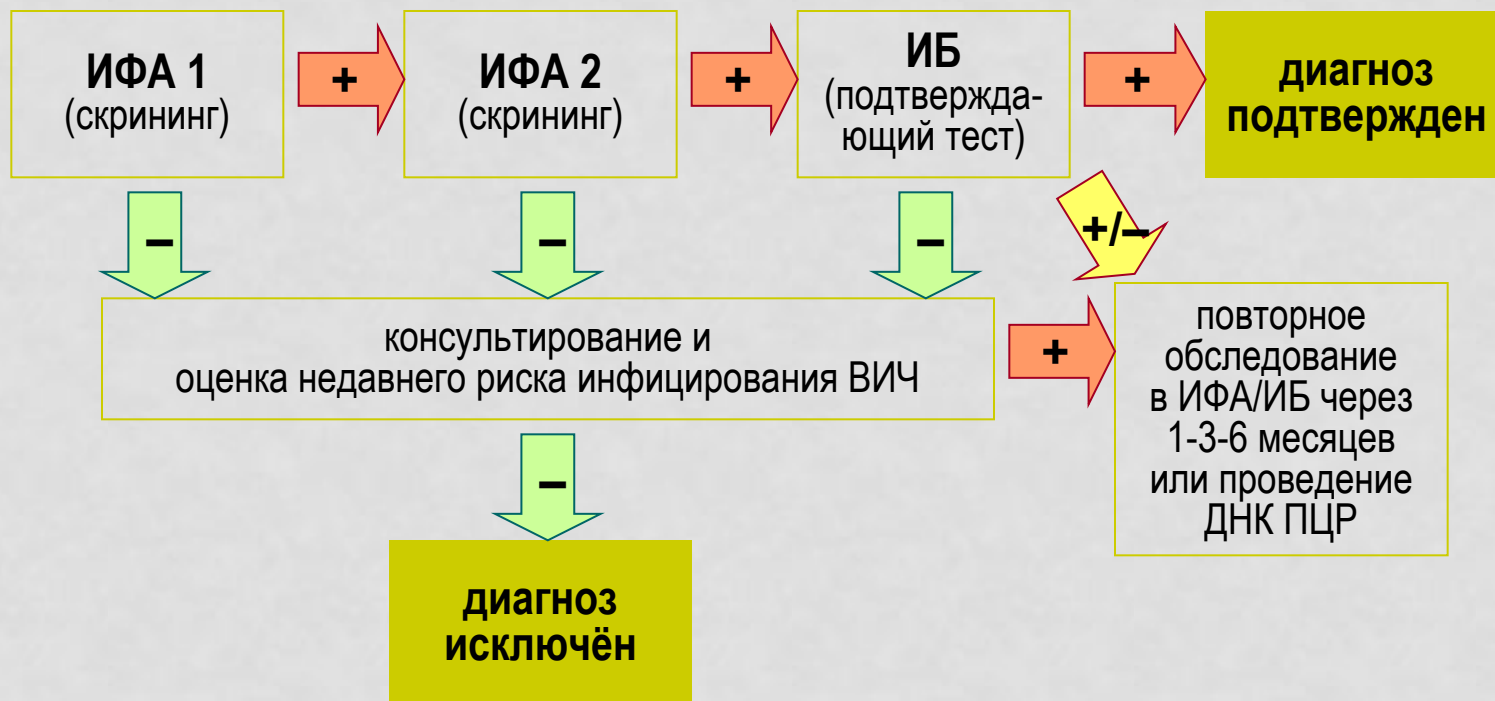 ИФА 1
(скрининг)
+
ИФА 2
(скрининг)
+
ИБ
(подтвержда-
ющий тест)
+
диагноз
подтвержден
–
–
–
+/–
консультирование и
оценка недавнего риска инфицирования ВИЧ
+
повторное
обследование
в ИФА/ИБ через
1-3-6 месяцев
или проведение
ДНК ПЦР
–
диагноз
исключён